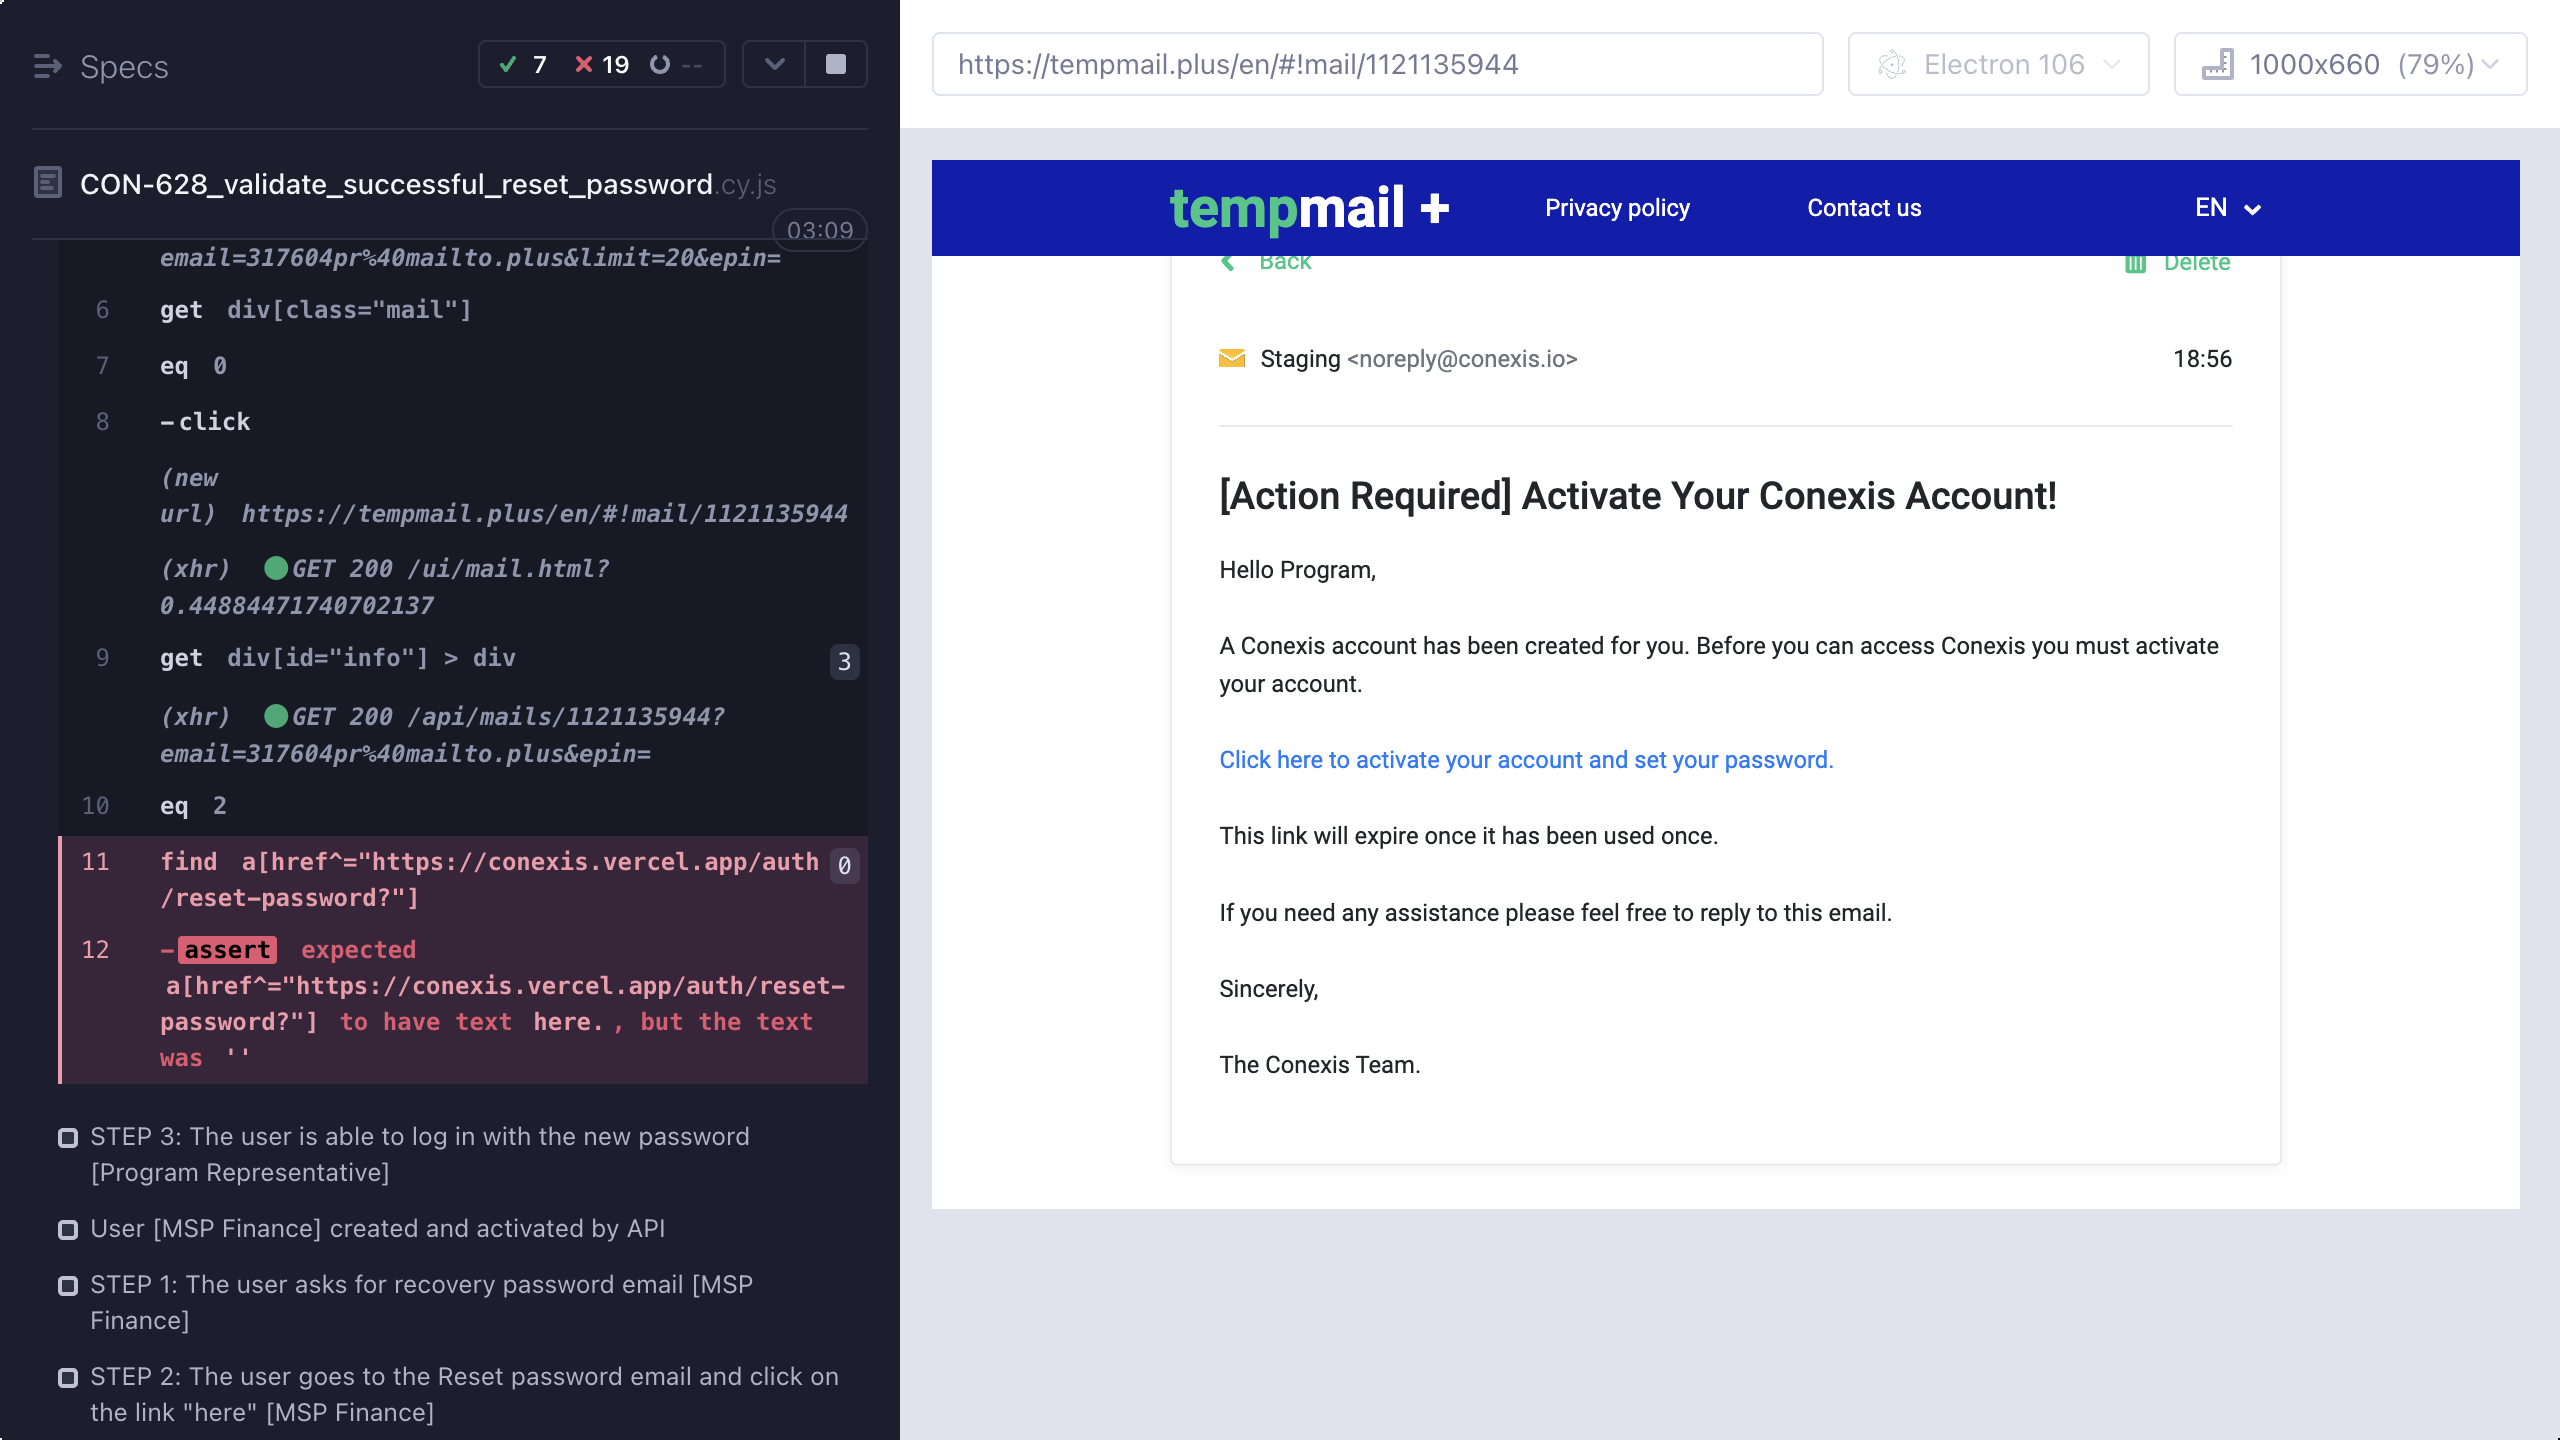 Specs
7 19 --
CON-628_validate_successful_reset_password.cy.js
03:09
email=317604pr%40mailto.plus&limit=20&epin=
6 get div[class="mail"]
7 eq 0
8 -click
(new
url) https://tempmail.plus/en/#!mail/1121135944
(xhr) GET 200 /ui/mail.html?
0.44884471740702137
9 get div[id="info"] > div 3
(xhr) GET 200 /api/mails/1121135944?
email=317604pr%40mailto.plus&epin=
10 eq 2
11 find a[href^="https://conexis.vercel.app/auth 0
/reset-password?"]
12 -assert expected
a[href^="https://conexis.vercel.app/auth/reset-
password?"] to have text here. , but the text
was ''
STEP 3: The user is able to log in with the new password
[Program Representative]
User [MSP Finance] created and activated by API
STEP 1: The user asks for recovery password email [MSP
Finance]
STEP 2: The user goes to the Reset password email and click on
the link "here" [MSP Finance]
https://tempmail.plus/en/#!mail/1121135944
Electron 106
1000x660 (79%)
tempmail +
Privacy policy
Contact us
EN
Back
Delete
Staging <noreply@conexis.io>
18:56
[Action Required] Activate Your Conexis Account!
Hello Program,
A Conexis account has been created for you. Before you can access Conexis you must activate
your account.
Click here to activate your account and set your password.
This link will expire once it has been used once.
If you need any assistance please feel free to reply to this email.
Sincerely,
The Conexis Team.